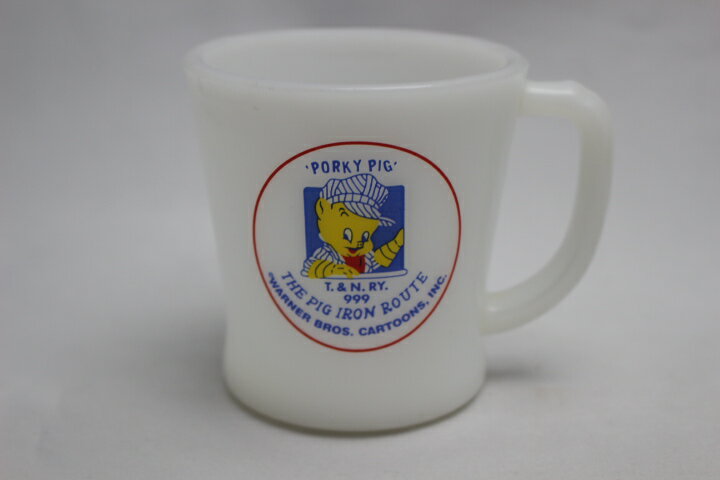 'PORKY PIG'
T. & N. RY.
999
THE PIG IRON ROUTE
©WARNER BROS. CARTOONS, INC.